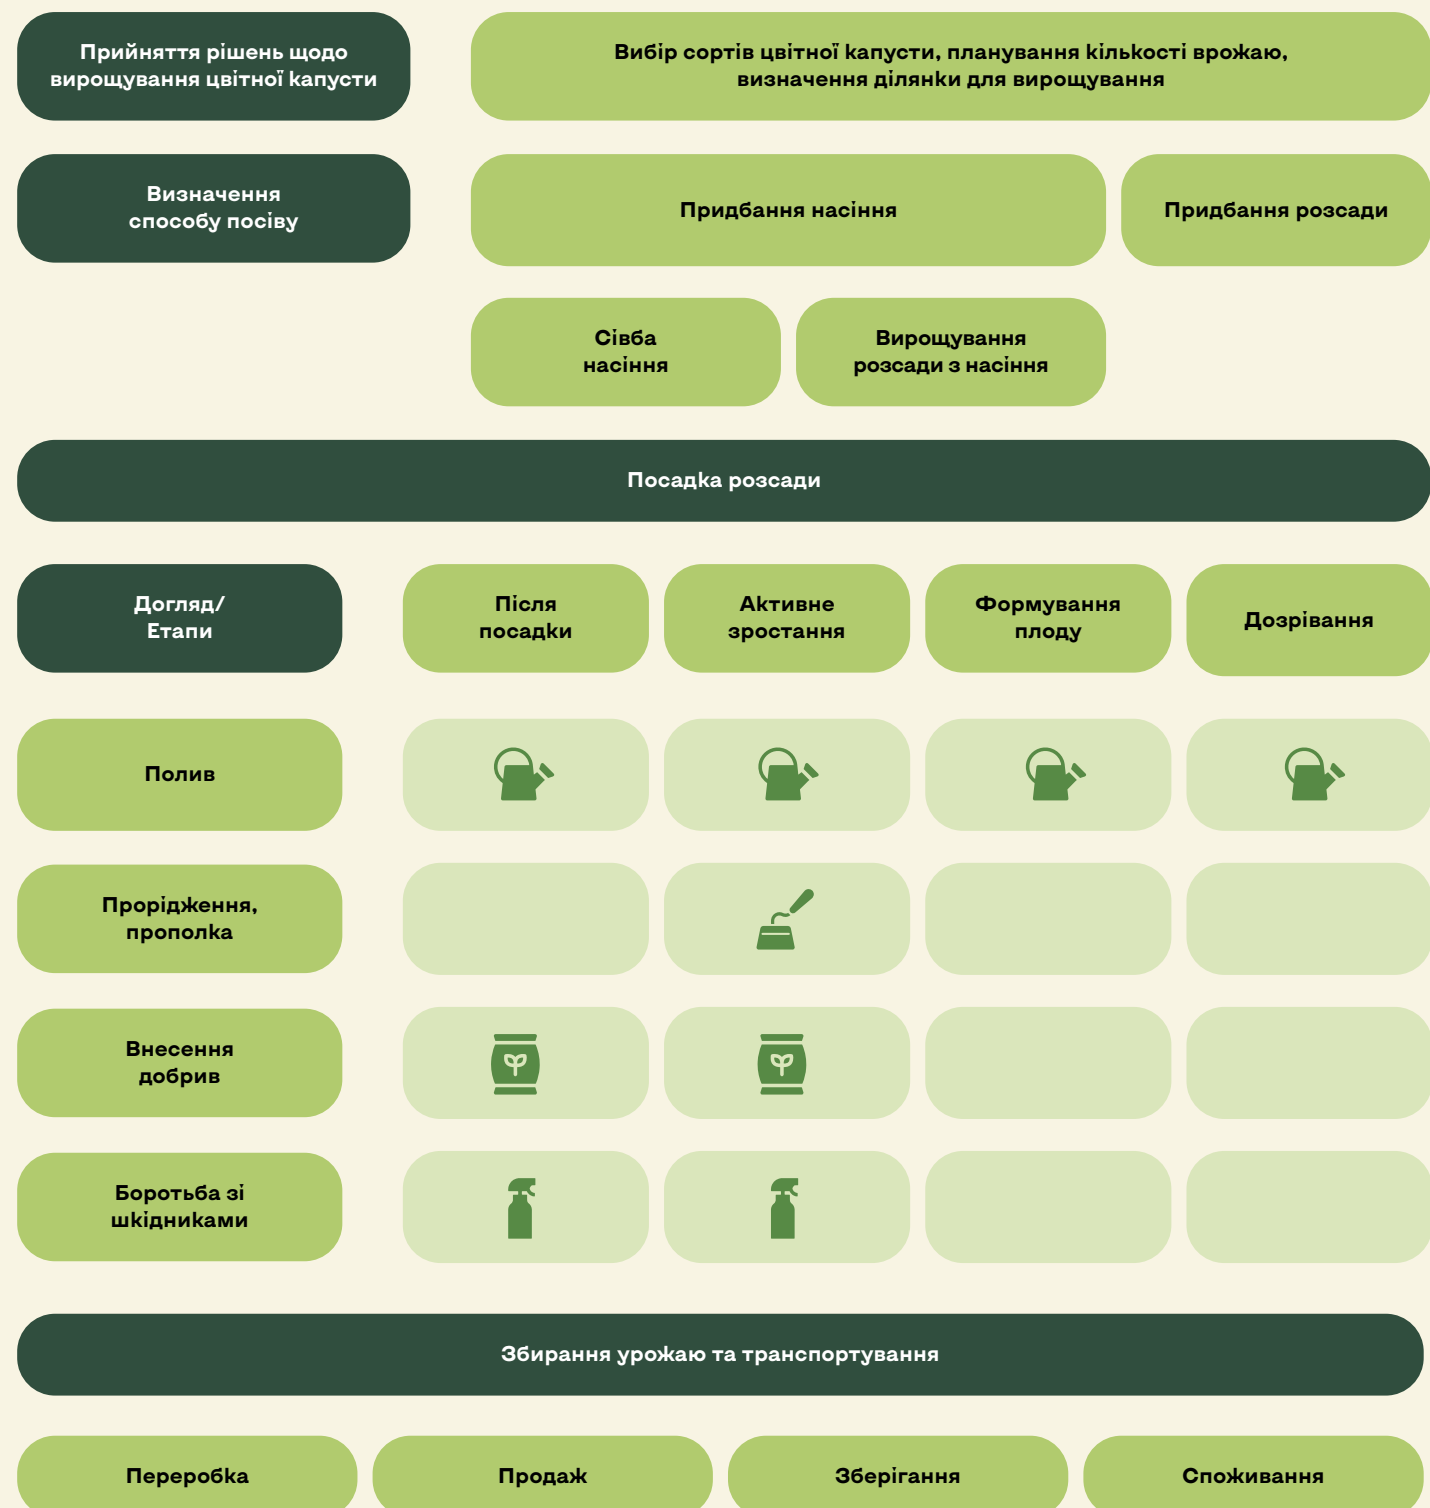 Прийняття рішень щодо
вирощування цвітної капусти
Вибір сортів цвітної капусти, планування кількості врожаю,
визначення ділянки для вирощування
Визначення
способу посіву
Придбання насіння
Придбання розсади
Сівба
насіння
Вирощування
розсади з насіння
Посадка розсади
Догляд/
Етапи
Після
посадки
Активне
зростання
Формування
плоду
Дозрівання
Полив
Прорідження,
прополка
Внесення
добрив
Боротьба зі
шкідниками
Збирання урожаю та транспортування
Переробка
Продаж
Зберігання
Споживання